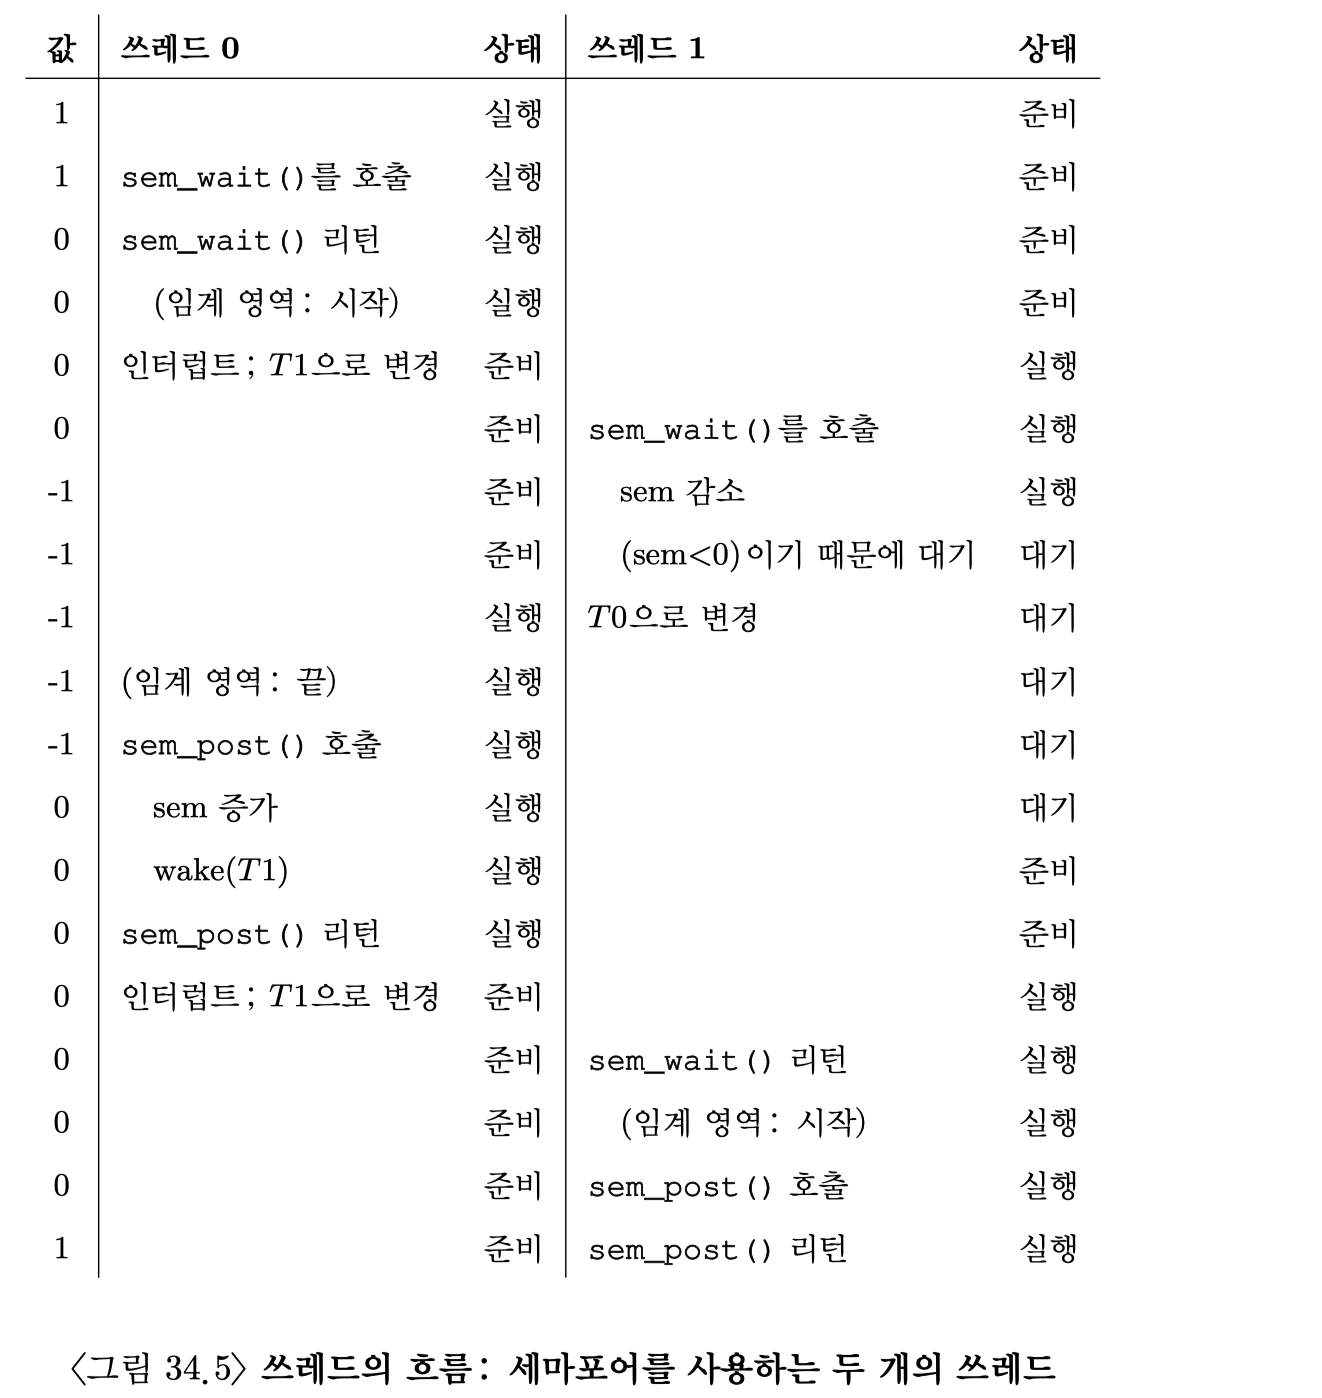 값 쓰레드 0 상태 쓰레드 1 상태
1 실행 준비
1 sem_wait()를 호출 실행 준비
0 sem_wait() 리턴 실행 준비
0 (임계 영역: 시작) 실행 준비
0 인터럽트; T1으로 변경 준비 실행
0 준비 sem_wait()를 호출 실행
-1 준비 sem 감소 실행
-1 준비 (sem<0)이기 때문에 대기 대기
-1 실행 T0으로 변경 대기
-1 (임계 영역: 끝) 실행 대기
-1 sem_post() 호출 실행 대기
0 sem 증가 실행 대기
0 wake(T1) 실행 준비
0 sem_post() 리턴 실행 준비
0 인터럽트; T1으로 변경 준비 실행
0 준비 sem_wait() 리턴 실행
0 준비 (임계 영역: 시작) 실행
0 준비 sem_post() 호출 실행
1 준비 sem_post() 리턴 실행
〈그림 34.5〉 쓰레드의 흐름: 세마포어를 사용하는 두 개의 쓰레드